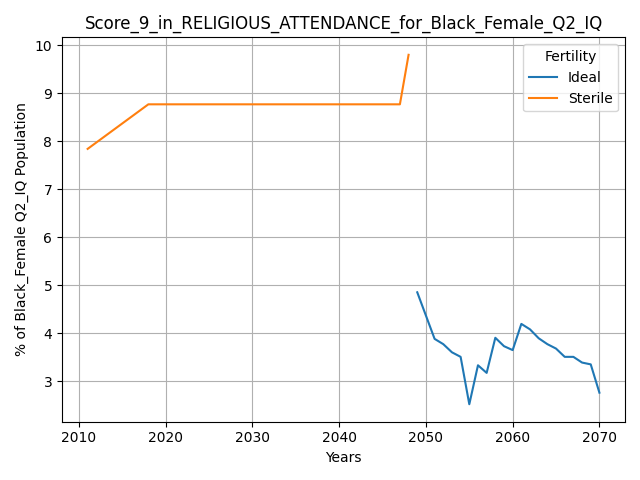 Score_9_in_RELIGIOUS_ATTENDANCE_for_Black_Female_Q2_IQ
% of Black_Female Q2_IQ Population
10
9
8
7
6
5
4
3
Fertility
Ideal
Sterile
2010 2020 2030 2040 2050 2060 2070
Years